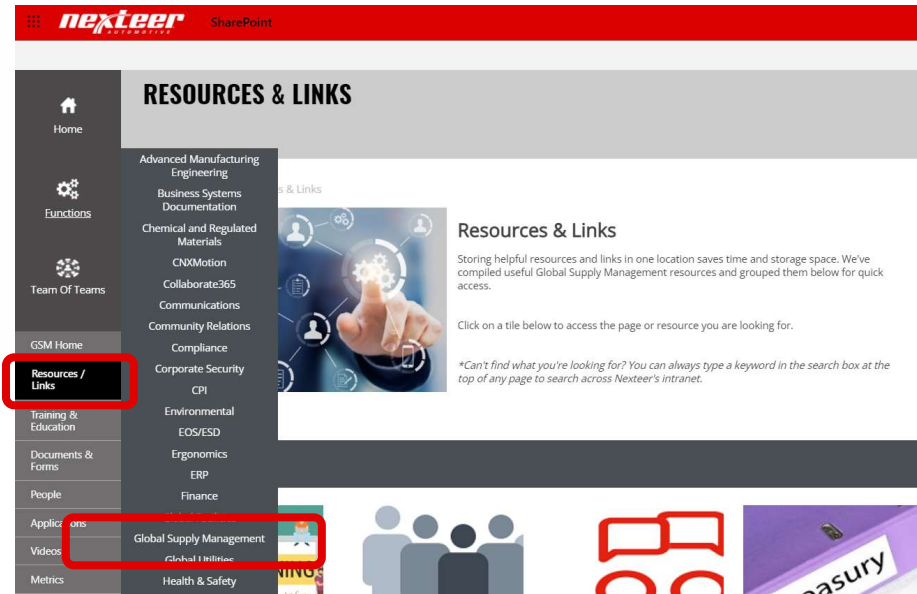 nexteer
AUTOMOTIVE
SharePoint
RESOURCES & LINKS
Home
Functions
Team Of Teams
GSM Home
Resources /
Links
Training &
Education
Documents &
Forms
People
Applications
Videos
Metrics
Advanced Manufacturing
Engineering
Business Systems
Documentation
Chemical and Regulated
Materials
CNXMotion
Collaborate365
Communications
Community Relations
Compliance
Corporate Security
CPI
Environmental
EOS/ESD
Ergonomics
ERP
Finance
Global Supply Management
Global Utilities
Health & Safety
s & Links
Resources & Links
Storing helpful resources and links in one location saves time and storage space. We've
compiled useful Global Supply Management resources and grouped them below for quick
access.
Click on a tile below to access the page or resource you are looking for.
*Can't find what you're looking for? You can always type a keyword in the search box at the
top of any page to search across Nexteer's intranet.
NING
easury